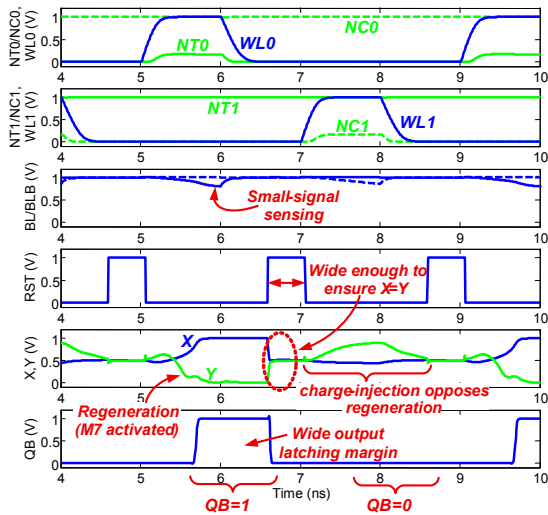 NT0/NC0,
WL0 (V)
1
0.5
0
NT0
WL0
NC0
4 5 6 7 8 9 10
NT1/NC1,
WL1 (V)
1
0.5
0
NT1
NC1
WL1
4 5 6 7 8 9 10
BL/BLB (V)
1
0.5
0
Small-signal
sensing
4 5 6 7 8 9 10
RST (V)
1
0.5
0
Wide enough to
ensure X=Y
4 5 6 7 8 9 10
X,Y (V)
1
0.5
0
X
Y
Regeneration
(M7 activated)
charge-injection opposes
regeneration
4 5 6 7 8 9 10
QB (V)
1
0.5
0
Wide output
latching margin
4 5 6 7 8 9 10
Time (ns)
QB=1
QB=0